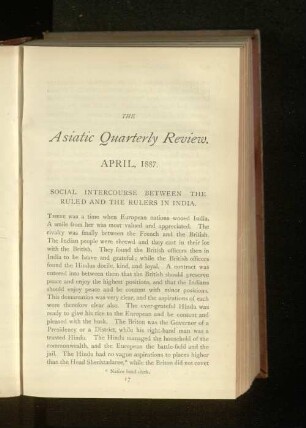 THE
Asiatic Quarterly Review.
APRIL, 1887.
SOCIAL INTERCOURSE BETWEEN THE
RULED AND THE RULERS IN INDIA.
THERE was a time when European nations wooed India.
A smile from her was most valued and appreciated. The
rivalry was finally between the French and the British.
The Indian people were shrewd and they cast in their lot
with the British. They found the British officers then in
India to be brave and grateful; while the British officers
found the Hindus docile, kind, and loyal. A contract was
entered into between them that the British should preserve
peace and enjoy the highest positions, and that the Indians
should enjoy peace and be content with minor positions.
This demarcation was very clear, and the aspirations of each
were therefore clear also. The ever-grateful Hindu was
ready to give his rice to the European and be content and
pleased with the husk. The Briton was the Governor of a
Presidency or a District, while his right-hand man was a
trusted Hindu. The Hindu managed the household of the
commonwealth, and the European the battle-field and the
jail. The Hindu had no vague aspirations to places higher
than the Head Sherishtadar,* while the Briton did not covet
* Native head clerk.
17